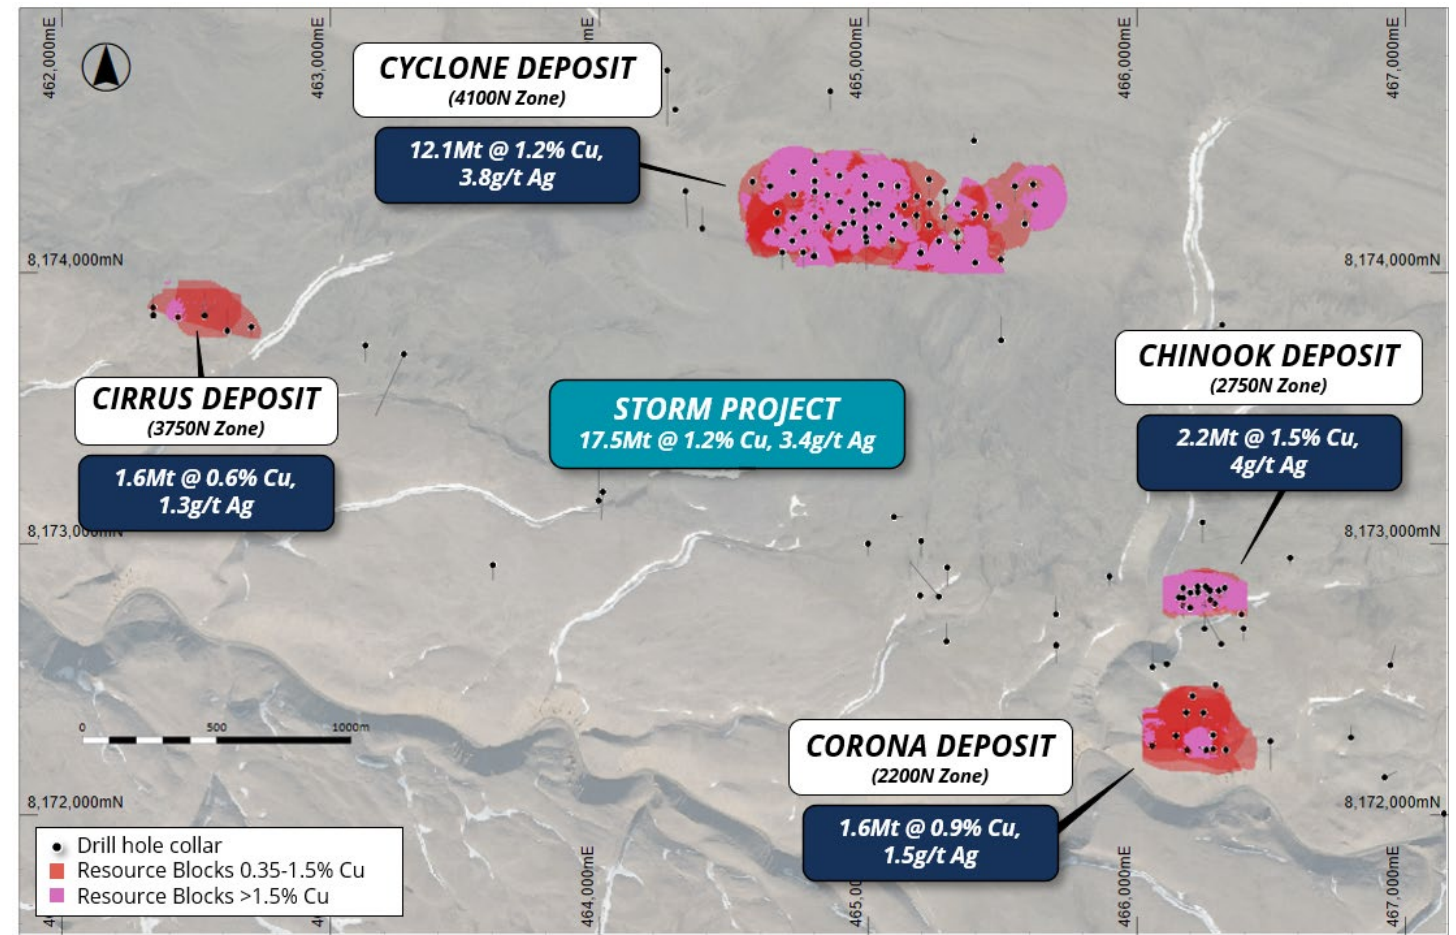 462,000mE
463,000mE
465,000mE
466,000mE
467,000mE
CYCLONE DEPOSIT
(4100N Zone)
12.1Mt @ 1.2% Cu,
3.8g/t Ag
8,174,000mN
8,174,000mN
CHINOOK DEPOSIT
(2750N Zone)
2.2Mt @ 1.5% Cu,
4g/t Ag
CIRRUS DEPOSIT
(3750N Zone)
1.6Mt @ 0.6% Cu,
1.3g/t Ag
STORM PROJECT
17.5Mt @ 1.2% Cu, 3.4g/t Ag
8,173,000mN
8,173,000mN
0 500 1000m
CORONA DEPOSIT
(2200N Zone)
1.6Mt @ 0.9% Cu,
1.5g/t Ag
8,172,000mN
8,172,000mN
Drill hole collar
Resource Blocks 0.35-1.5% Cu
Resource Blocks >1.5% Cu
464,000mE
466,000mE
467,000mE